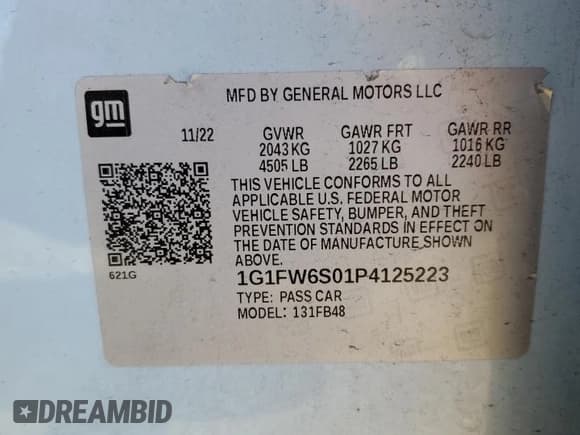 gm
MFD BY GENERAL MOTORS LLC
11/22 GVWR GAWR FRT GAWR RR
2043 KG 1027 KG 1016 KG
4505 LB 2265 LB 2240 LB
THIS VEHICLE CONFORMS TO ALL
APPLICABLE U.S. FEDERAL MOTOR
VEHICLE SAFETY, BUMPER, AND THEFT
PREVENTION STANDARDS IN EFFECT ON
THE DATE OF MANUFACTURE SHOWN
ABOVE.
621G
1G1FW6S01P4125223
TYPE: PASS CAR
MODEL: 131FB48
DREAMBID